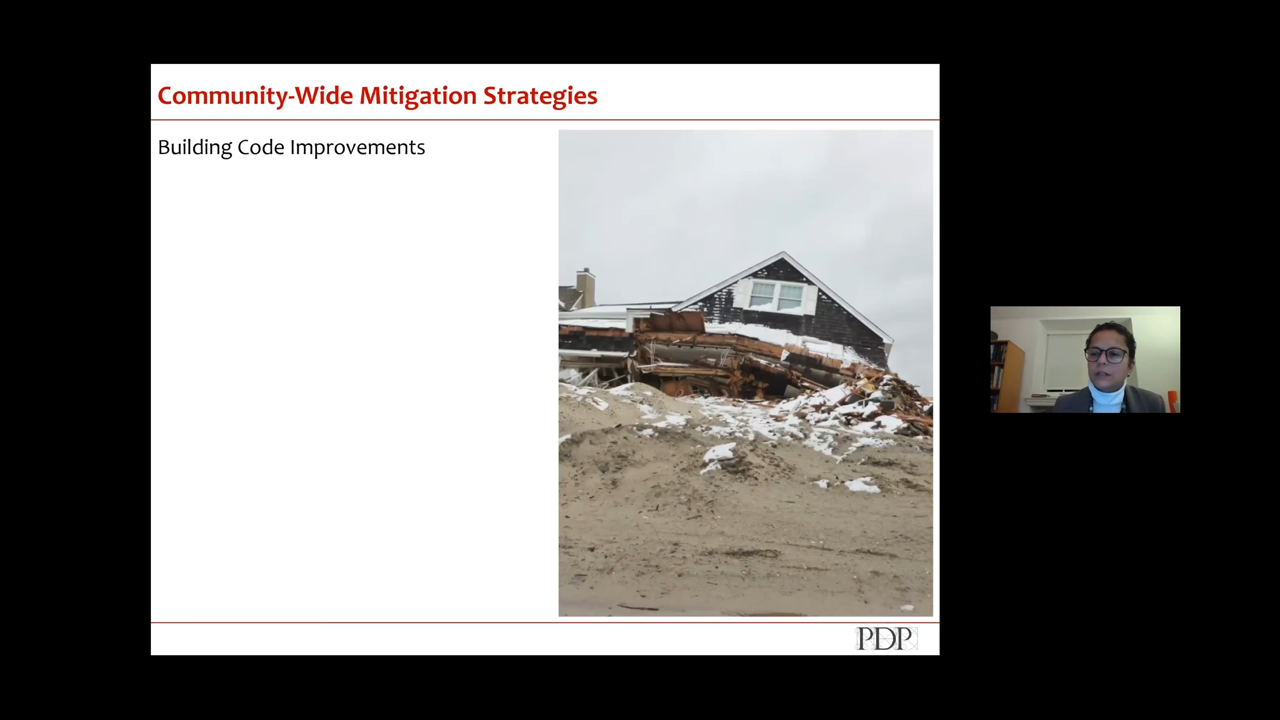 Community-Wide Mitigation Strategies
Building Code Improvements
PDP